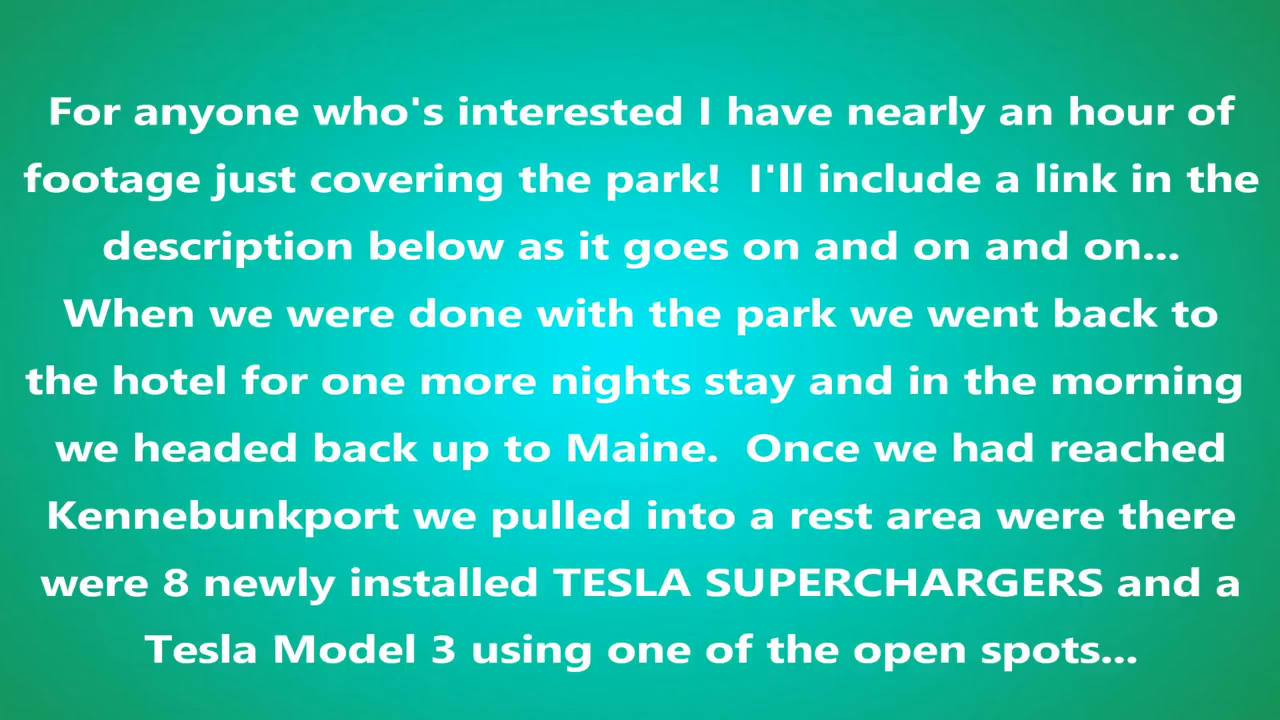 For anyone who's interested I have nearly an hour of
footage just covering the park!  I'll include a link in the
description below as it goes on and on and on...
When we were done with the park we went back to
the hotel for one more nights stay and in the morning
we headed back up to Maine.  Once we had reached
Kennebunkport we pulled into a rest area were there
were 8 newly installed TESLA SUPERCHARGERS and a
Tesla Model 3 using one of the open spots...